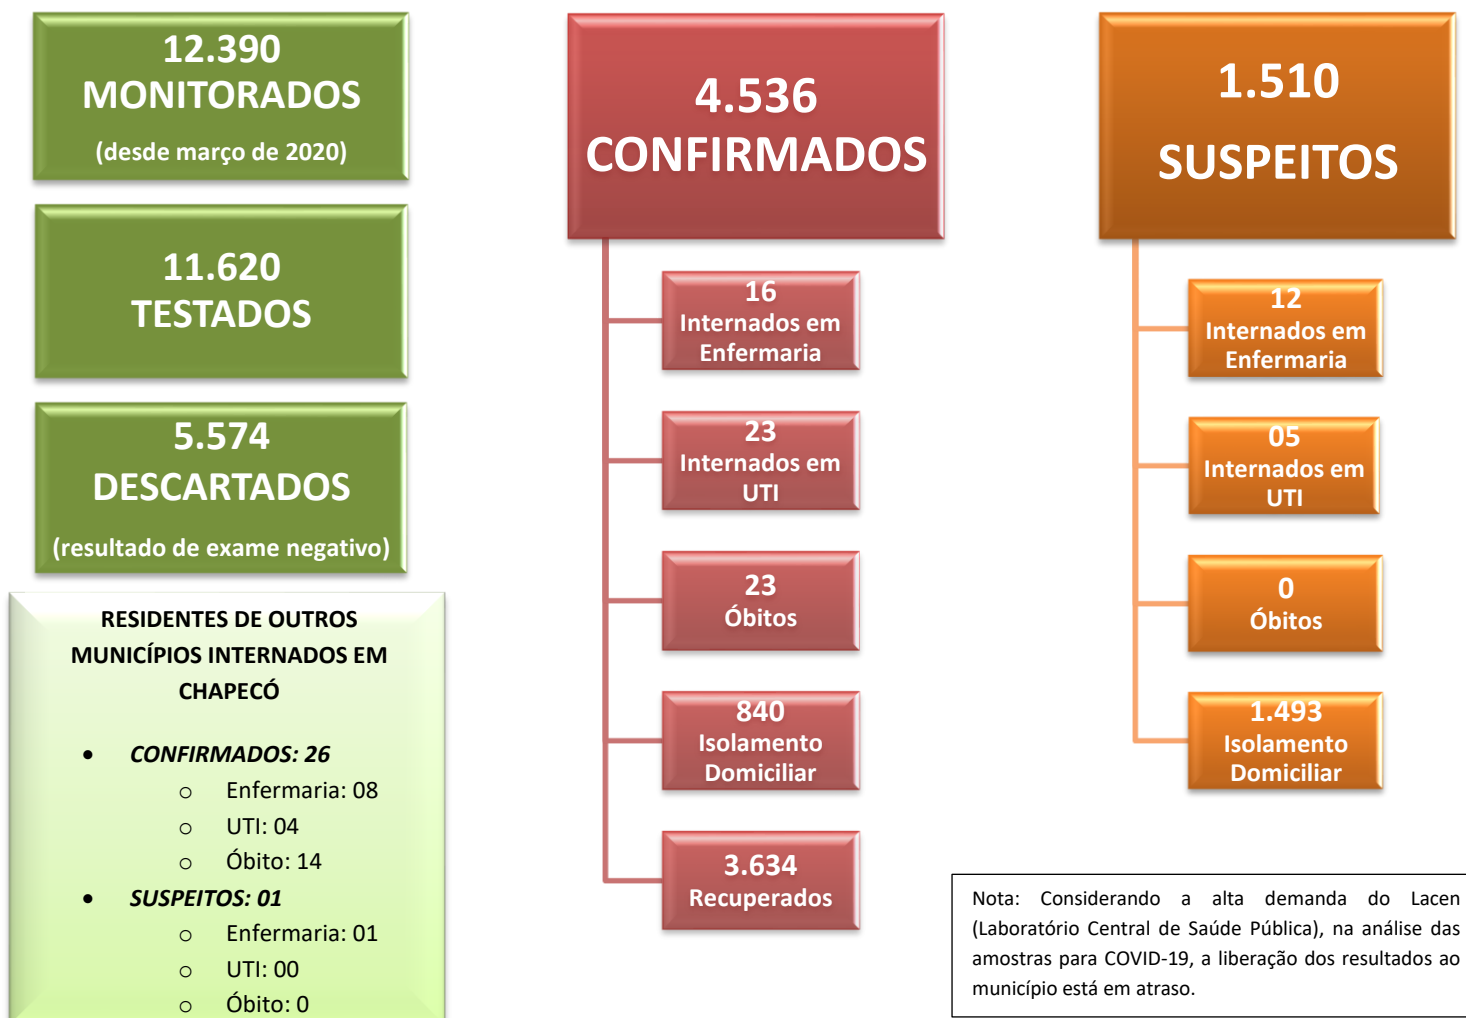 12.390
MONITORADOS
(desde março de 2020)
11.620
TESTADOS
5.574
DESCARTADOS
(resultado de exame negativo)
RESIDENTES DE OUTROS
MUNICÍPIOS INTERNADOS EM
CHAPECÓ
• CONFIRMADOS: 26
o Enfermaria: 08
o UTI: 04
o Óbito: 14
• SUSPEITOS: 01
o Enfermaria: 01
o UTI: 00
o Óbito: 0
4.536
CONFIRMADOS
16
Internados em
Enfermaria
23
Internados em
UTI
23
Óbitos
840
Isolamento
Domiciliar
3.634
Recuperados
1.510
SUSPEITOS
12
Internados em
Enfermaria
05
Internados em
UTI
0
Óbitos
1.493
Isolamento
Domiciliar
Nota: Considerando a alta demanda do Lacen
(Laboratório Central de Saúde Pública), na análise das
amostras para COVID-19, a liberação dos resultados ao
município está em atraso.